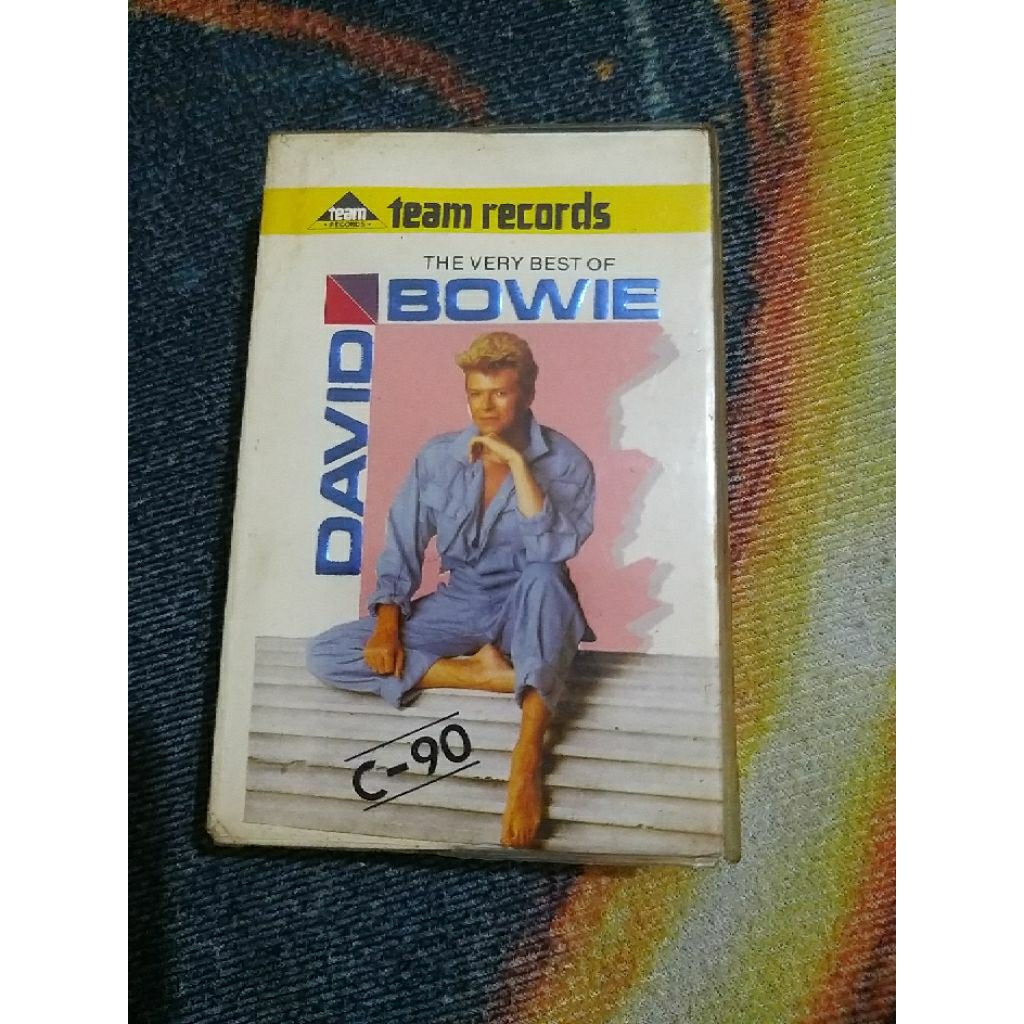 team
• RECORDS •
team records
THE VERY BEST OF
DAVID
BOWIE
C-90